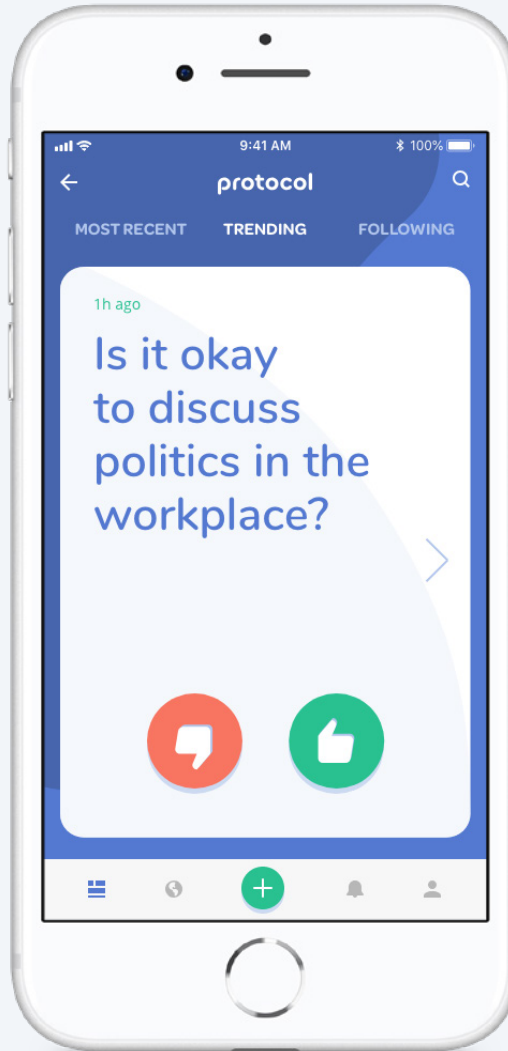 9:41 AM
100%
protocol
MOST RECENT TRENDING FOLLOWING
1h ago
Is it okay
to discuss
politics in the
workplace?